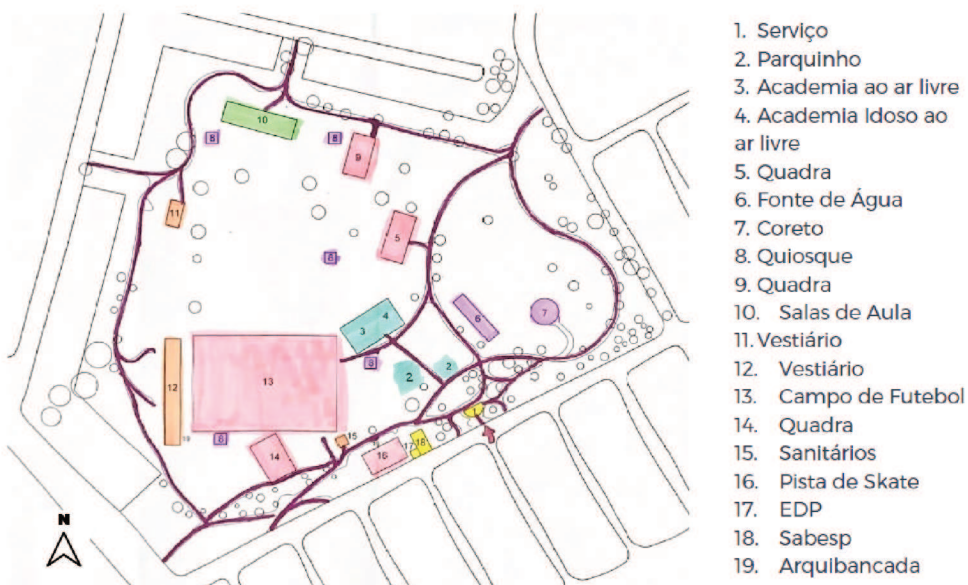 10
8
8
9
11
5
8
4
3
6
7
2
2
8
12
13
1
19
8
15
18
17
14
16
N
1. Serviço
2. Parquinho
3. Academia ao ar livre
4. Academia Idoso ao
ar livre
5. Quadra
6. Fonte de Água
7. Coreto
8. Quiosque
9. Quadra
10. Salas de Aula
11. Vestiário
12. Vestiário
13. Campo de Futebol
14. Quadra
15. Sanitários
16. Pista de Skate
17. EDP
18. Sabesp
19. Arquibancada